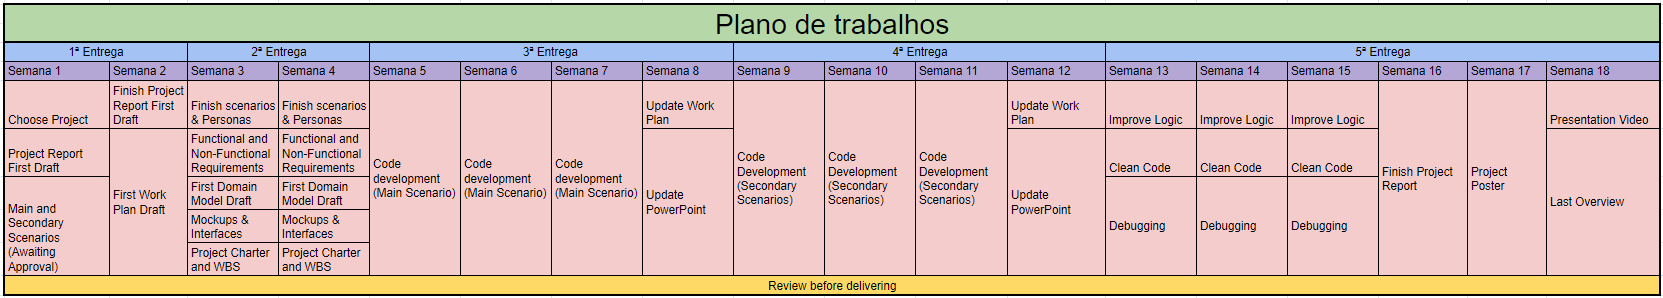 Plano de trabalhos
1ª Entrega
2ª Entrega
3ª Entrega
4ª Entrega
5ª Entrega
Semana 1
Semana 2
Semana 3
Semana 4
Semana 5
Semana 6
Semana 7
Semana 8
Semana 9
Semana 10
Semana 11
Semana 12
Semana 13
Semana 14
Semana 15
Semana 16
Semana 17
Semana 18
Choose Project
Project Report
First Draft
Main and
Secondary
Scenarios
(Awaiting
Approval)
Finish Project
Report First
Draft
First Work
Plan Draft
Finish scenarios
& Personas
Functional and
Non-Functional
Requirements
First Domain
Model Draft
Mockups &
Interfaces
Project Charter
and WBS
Finish scenarios
& Personas
Functional and
Non-Functional
Requirements
First Domain
Model Draft
Mockups &
Interfaces
Project Charter
and WBS
Code
development
(Main Scenario)
Code
development
(Main Scenario)
Code
development
(Main Scenario)
Update Work
Plan
Update
PowerPoint
Code
Development
(Secondary
Scenarios)
Code
Development
(Secondary
Scenarios)
Code
Development
(Secondary
Scenarios)
Update Work
Plan
Update
PowerPoint
Improve Logic
Clean Code
Debugging
Improve Logic
Clean Code
Debugging
Improve Logic
Clean Code
Debugging
Finish Project
Report
Project
Poster
Presentation Video
Last Overview
Review before delivering